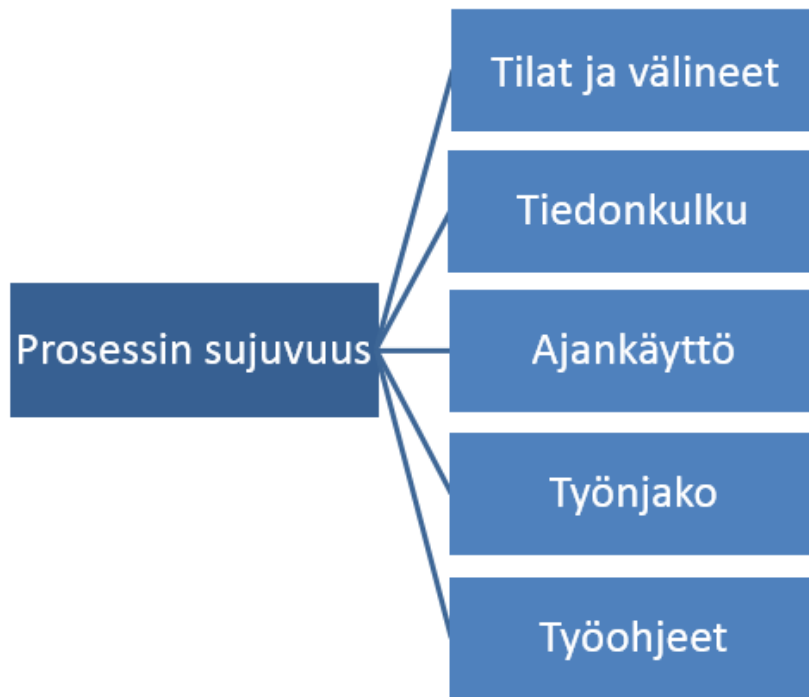 Tilat ja välineet
Tiedonkulku
Prosessin sujuvuus
Ajankäyttö
Työnjako
Työohjeet